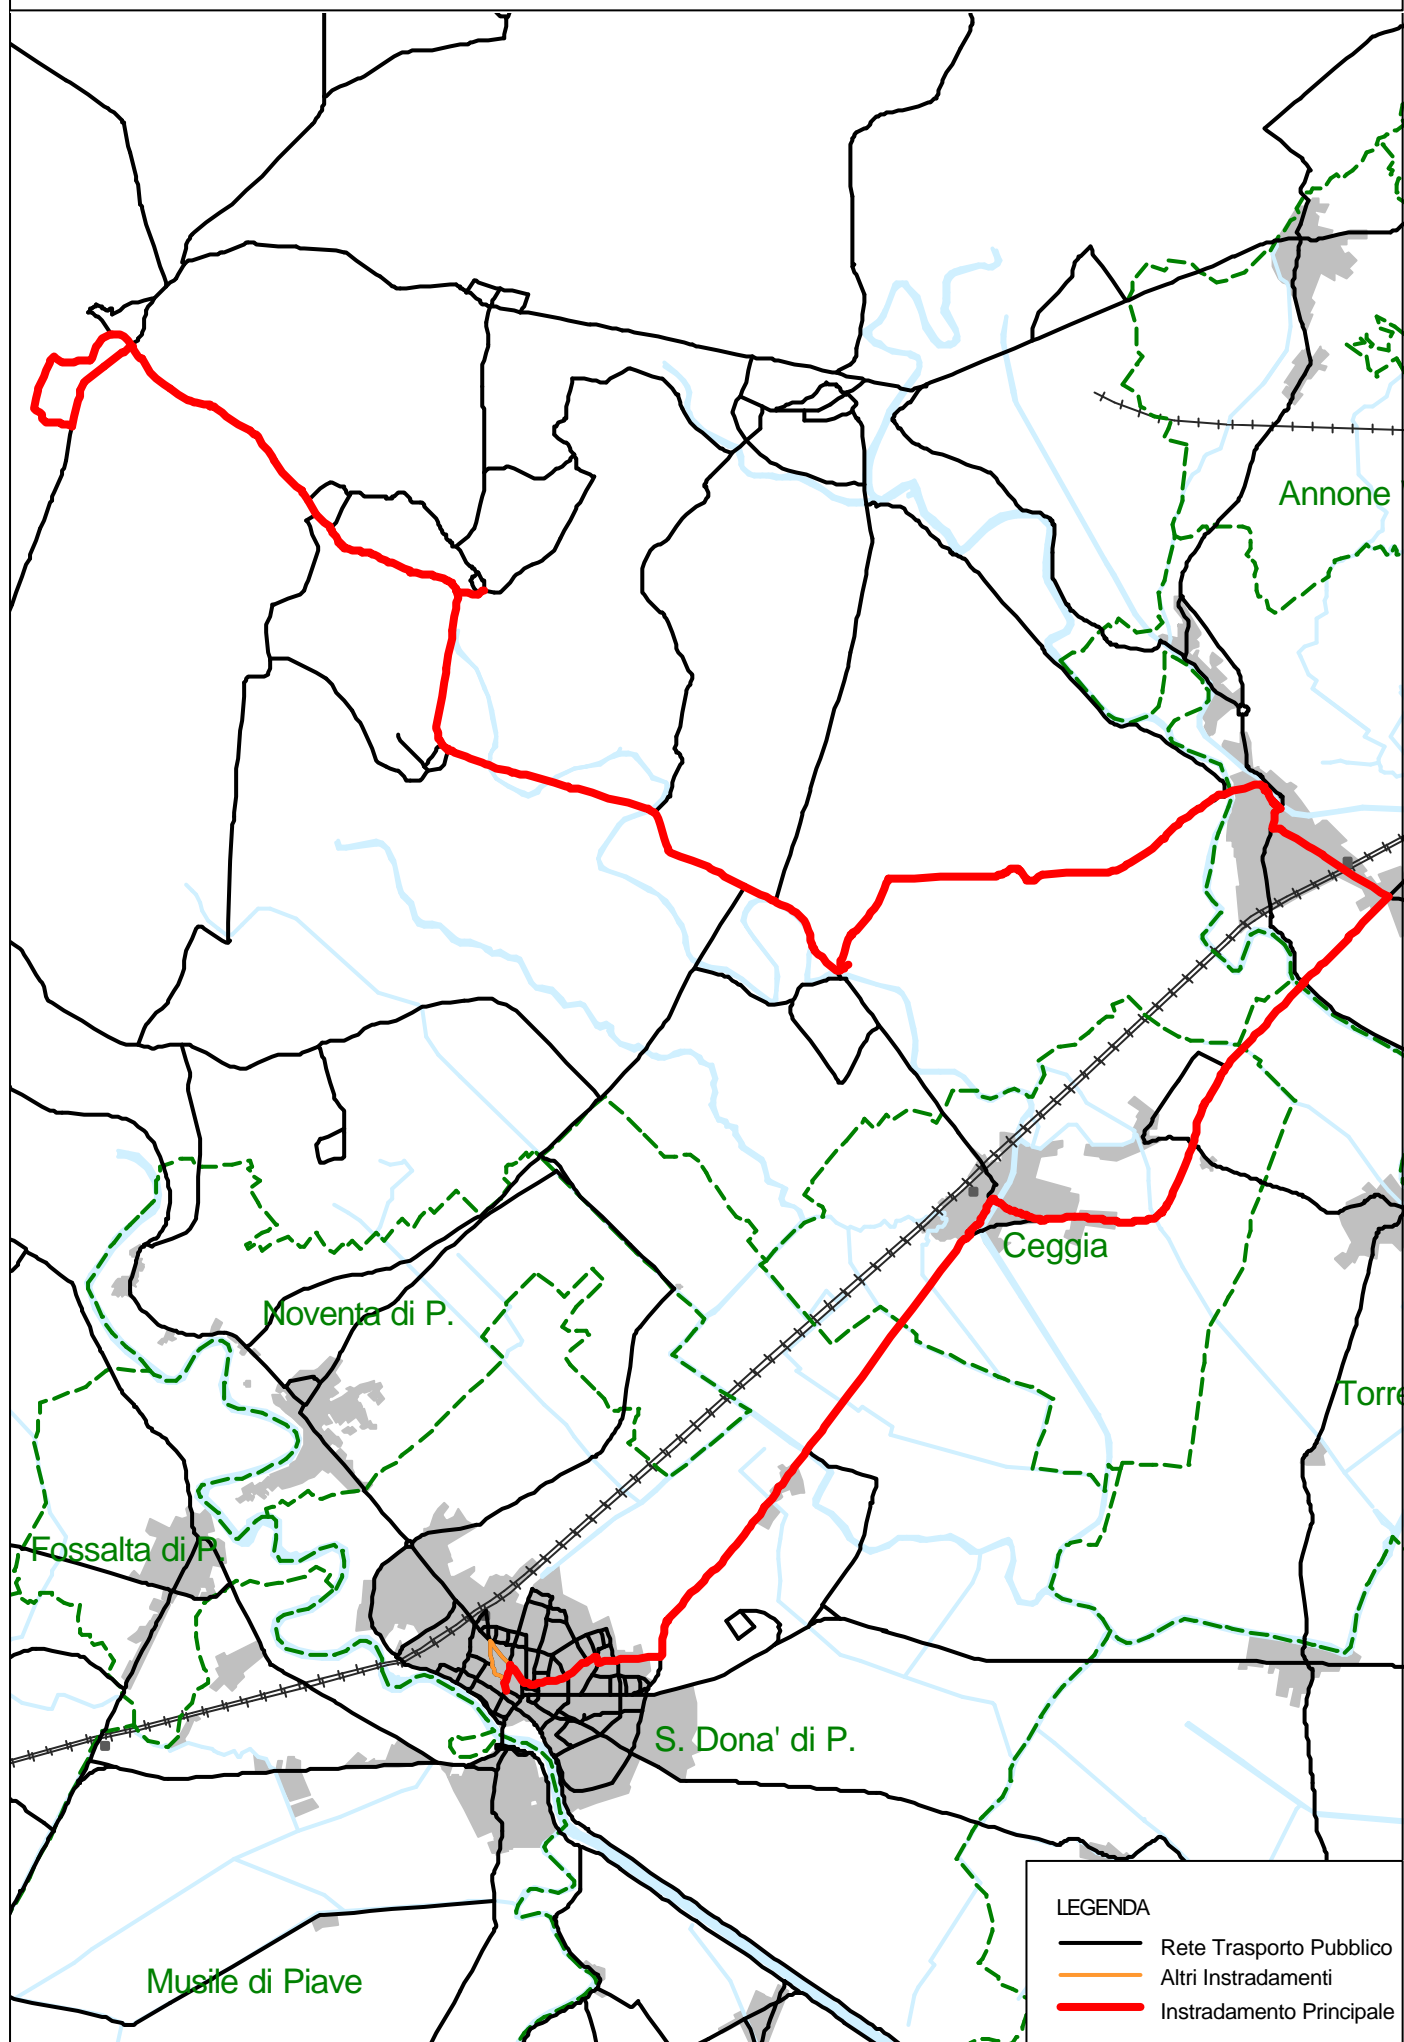 Annone
Ceggia
Noventa di P.
Torre
Fossalta di P.
S. Dona' di P.
Musile di Piave
LEGENDA
Rete Trasporto Pubblico
Altri Instradamenti
Instradamento Principale